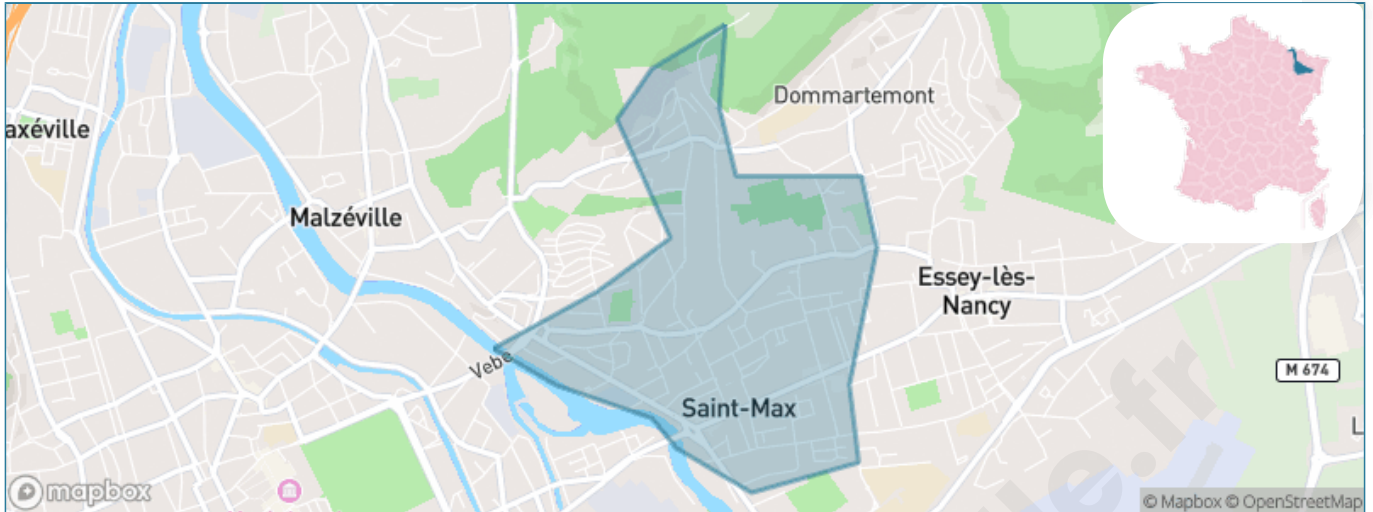 Dommartemont
axéville
Malzéville
Essey-lès-
Nancy
Vebe
M 674
Saint-Max
L
mapbox
© Mapbox © OpenStreetMap